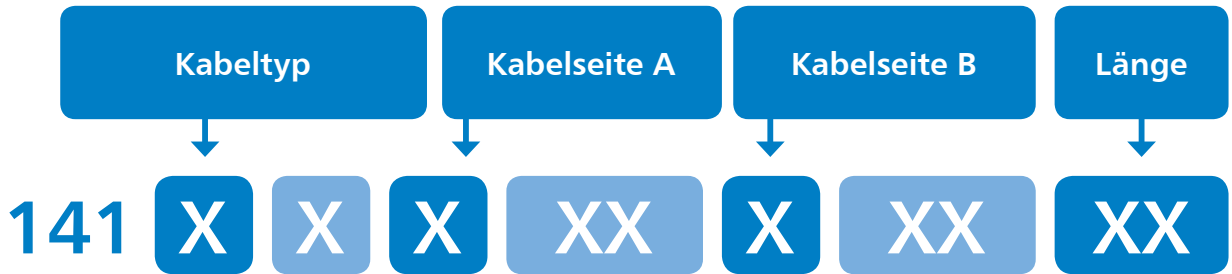 Kabeltyp Kabelseite A Kabelseite B Länge
141 X X X XX X XX XX